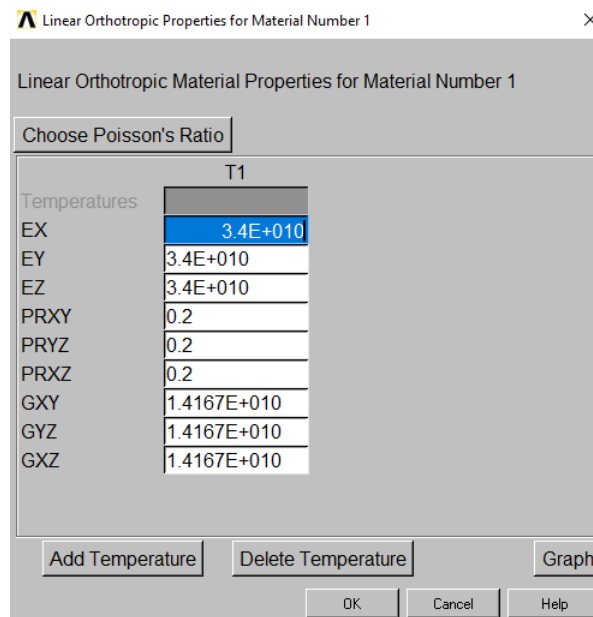 Linear Orthotropic Properties for Material Number 1
Linear Orthotropic Material Properties for Material Number 1
Choose Poisson's Ratio
T1
Temperatures
EX 3.4E+010
EY 3.4E+010
EZ 3.4E+010
PRXY 0.2
PRYZ 0.2
PRXZ 0.2
GXY 1.4167E+010
GYZ 1.4167E+010
GXZ 1.4167E+010
Add Temperature Delete Temperature Graph
OK Cancel Help